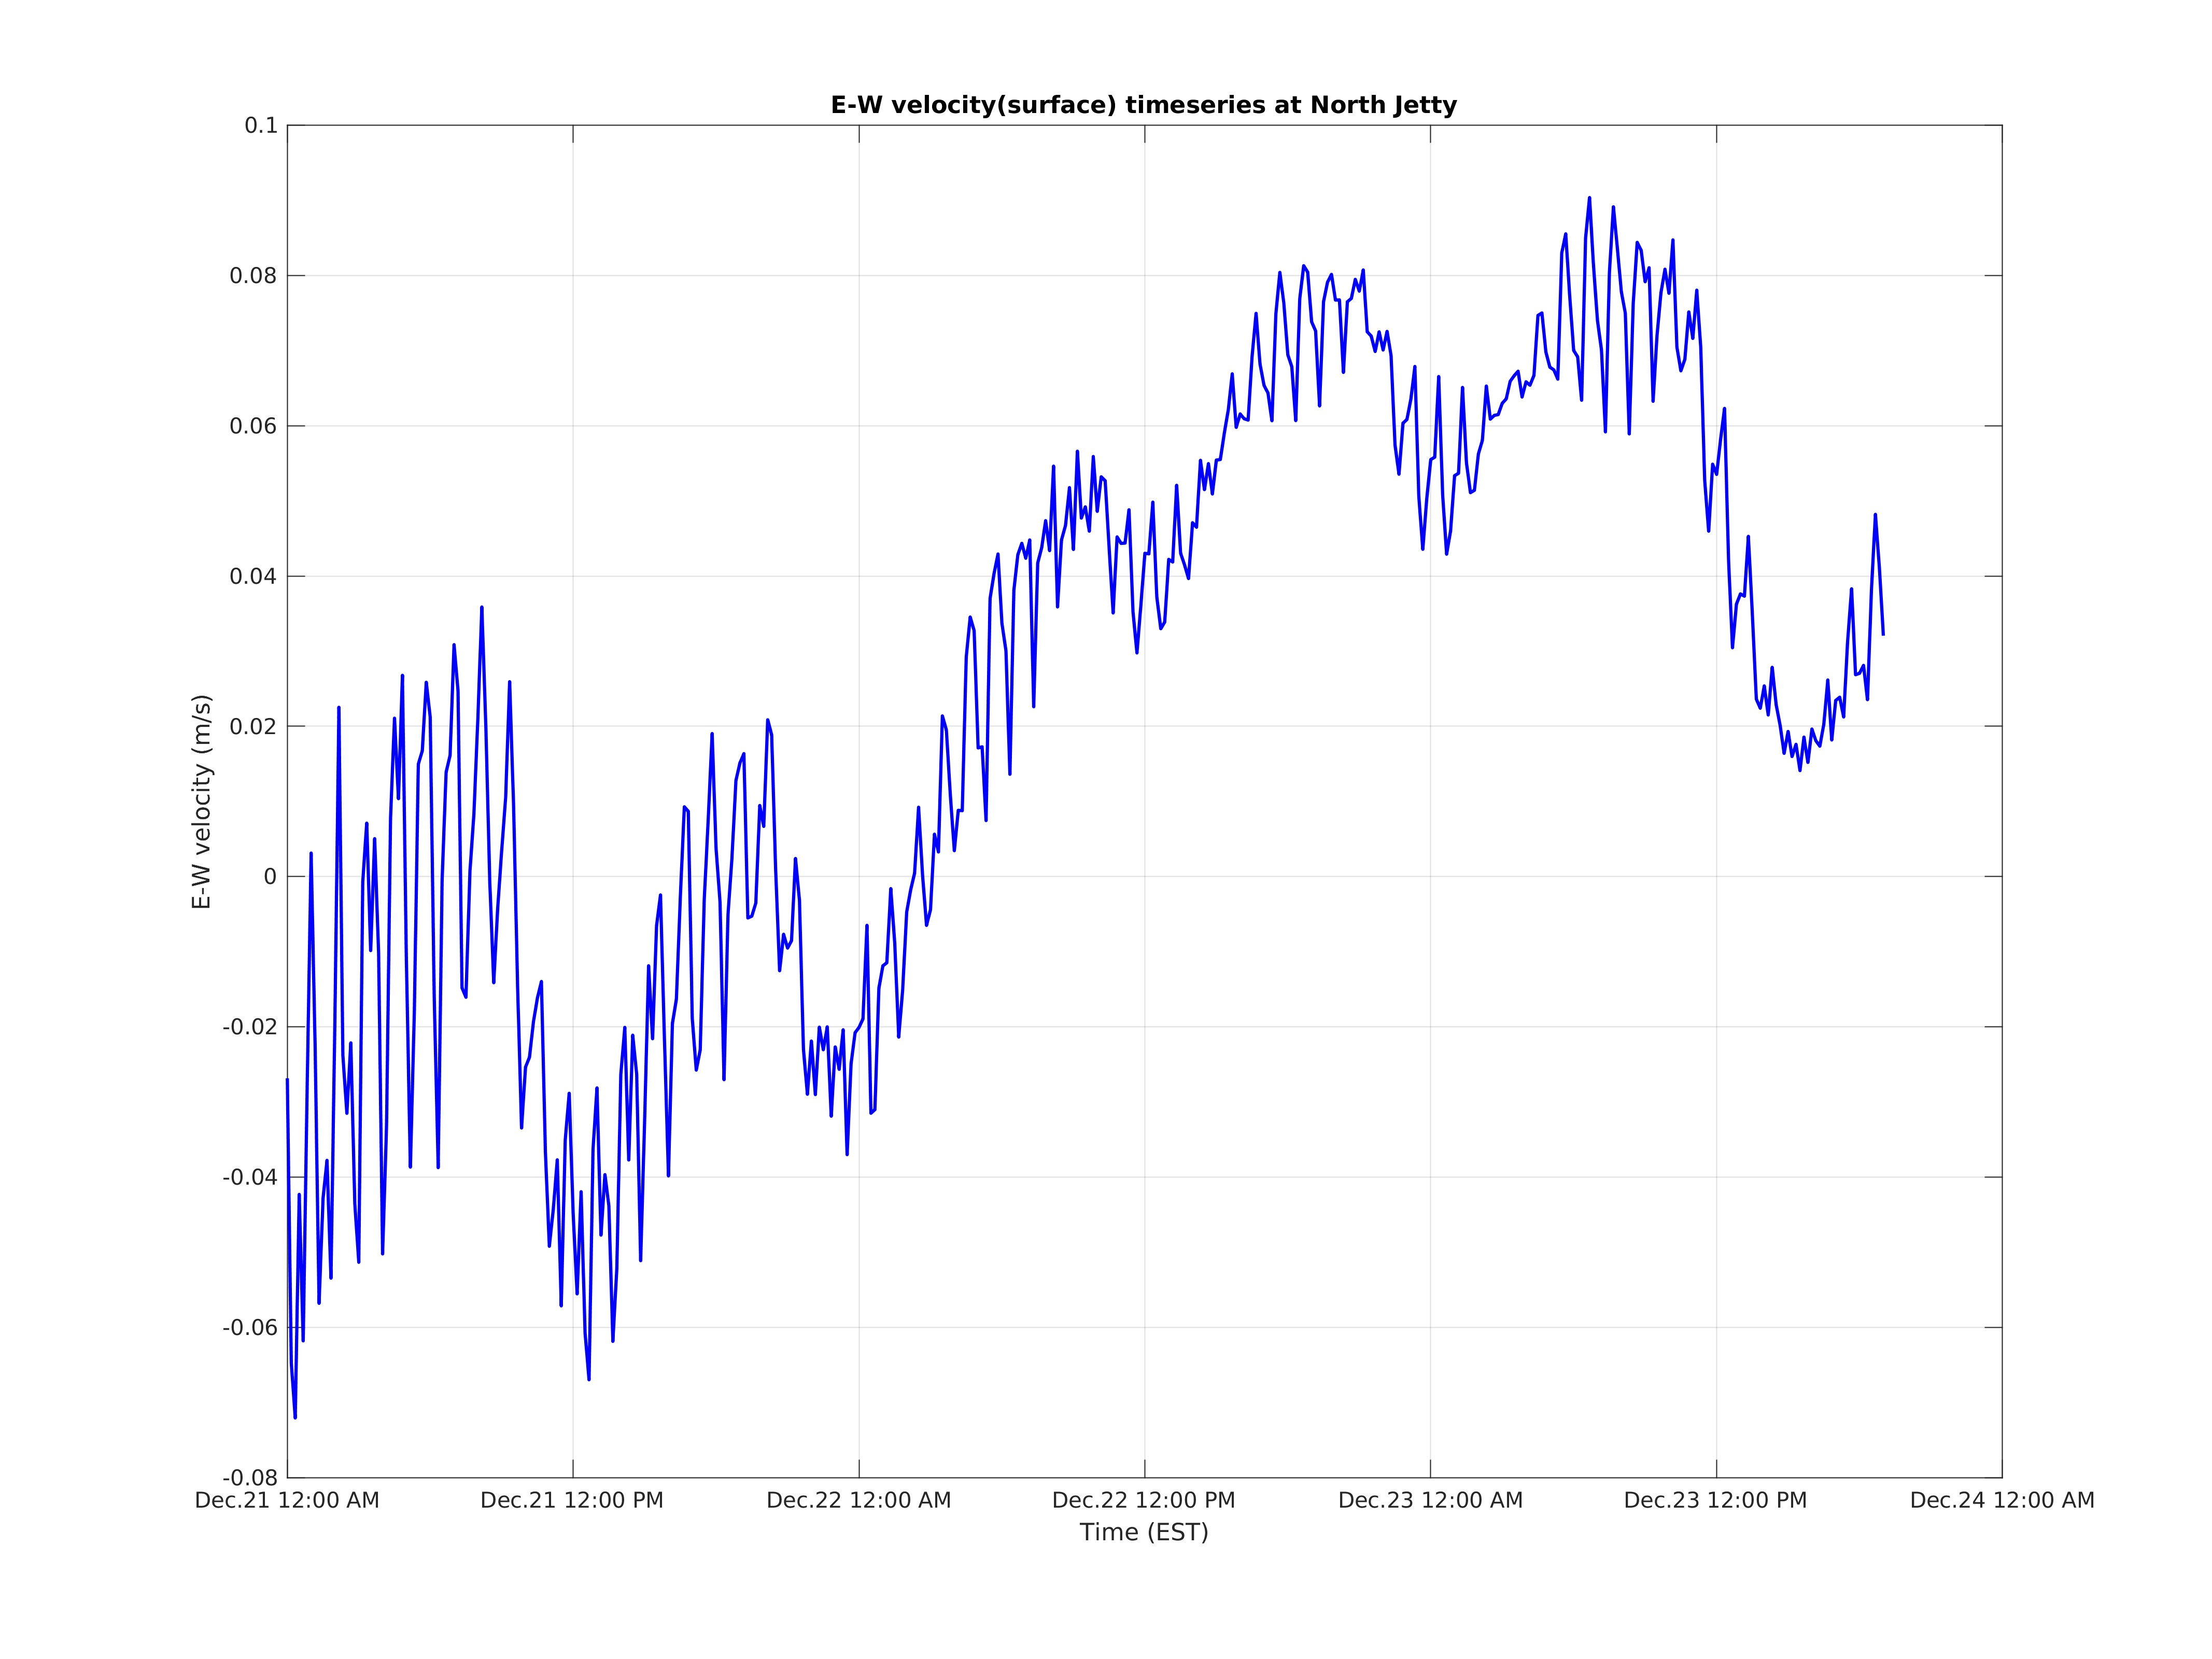 E-W velocity(surface) timeseries at North Jetty
0.1
0.08
0.06
0.04
0.02
0
-0.02
-0.04
-0.06
-0.08
E-W velocity (m/s)
Dec.21 12:00 AM Dec.21 12:00 PM Dec.22 12:00 AM Dec.22 12:00 PM Dec.23 12:00 AM Dec.23 12:00 PM Dec.24 12:00 AM
Time (EST)